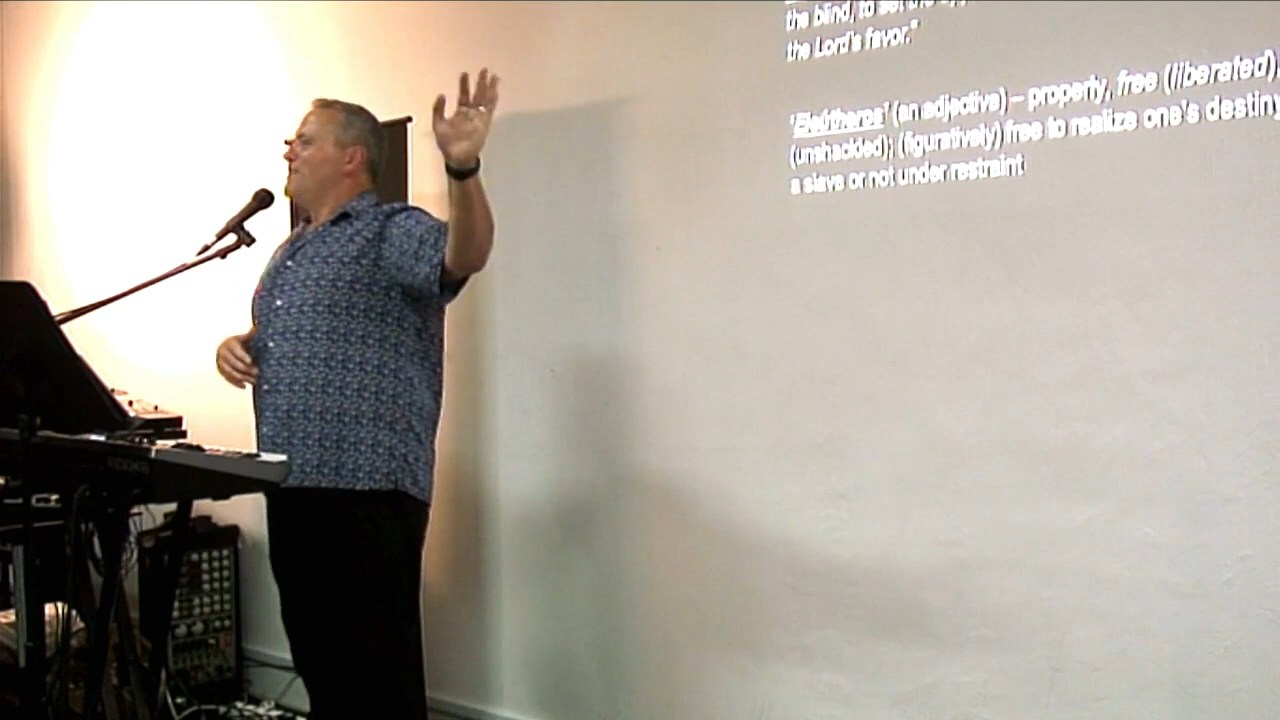 the blind, to set the
the Lord's favor."
'Eleútheros' (an adjective) – properly, free (liberated),
(unshackled); (figuratively) free to realize one's destiny
a slave or not under restraint